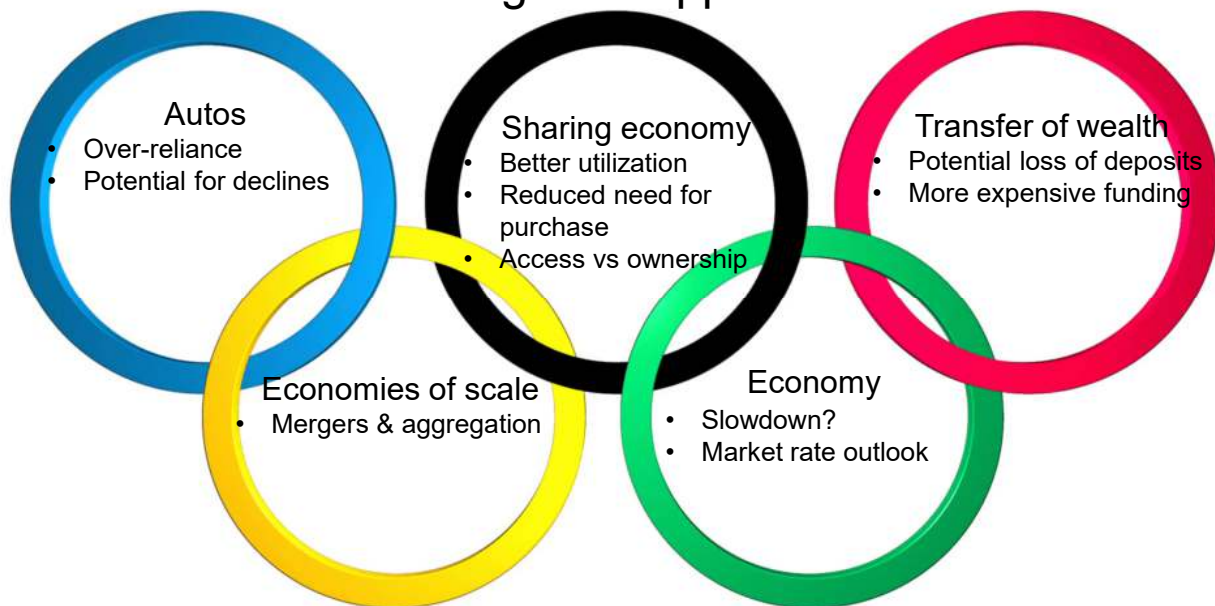 Autos
• Over-reliance
• Potential for declines
Sharing economy
• Better utilization
• Reduced need for
purchase
• Access vs ownership
Transfer of wealth
• Potential loss of deposits
• More expensive funding
Economies of scale
• Mergers & aggregation
Economy
• Slowdown?
• Market rate outlook